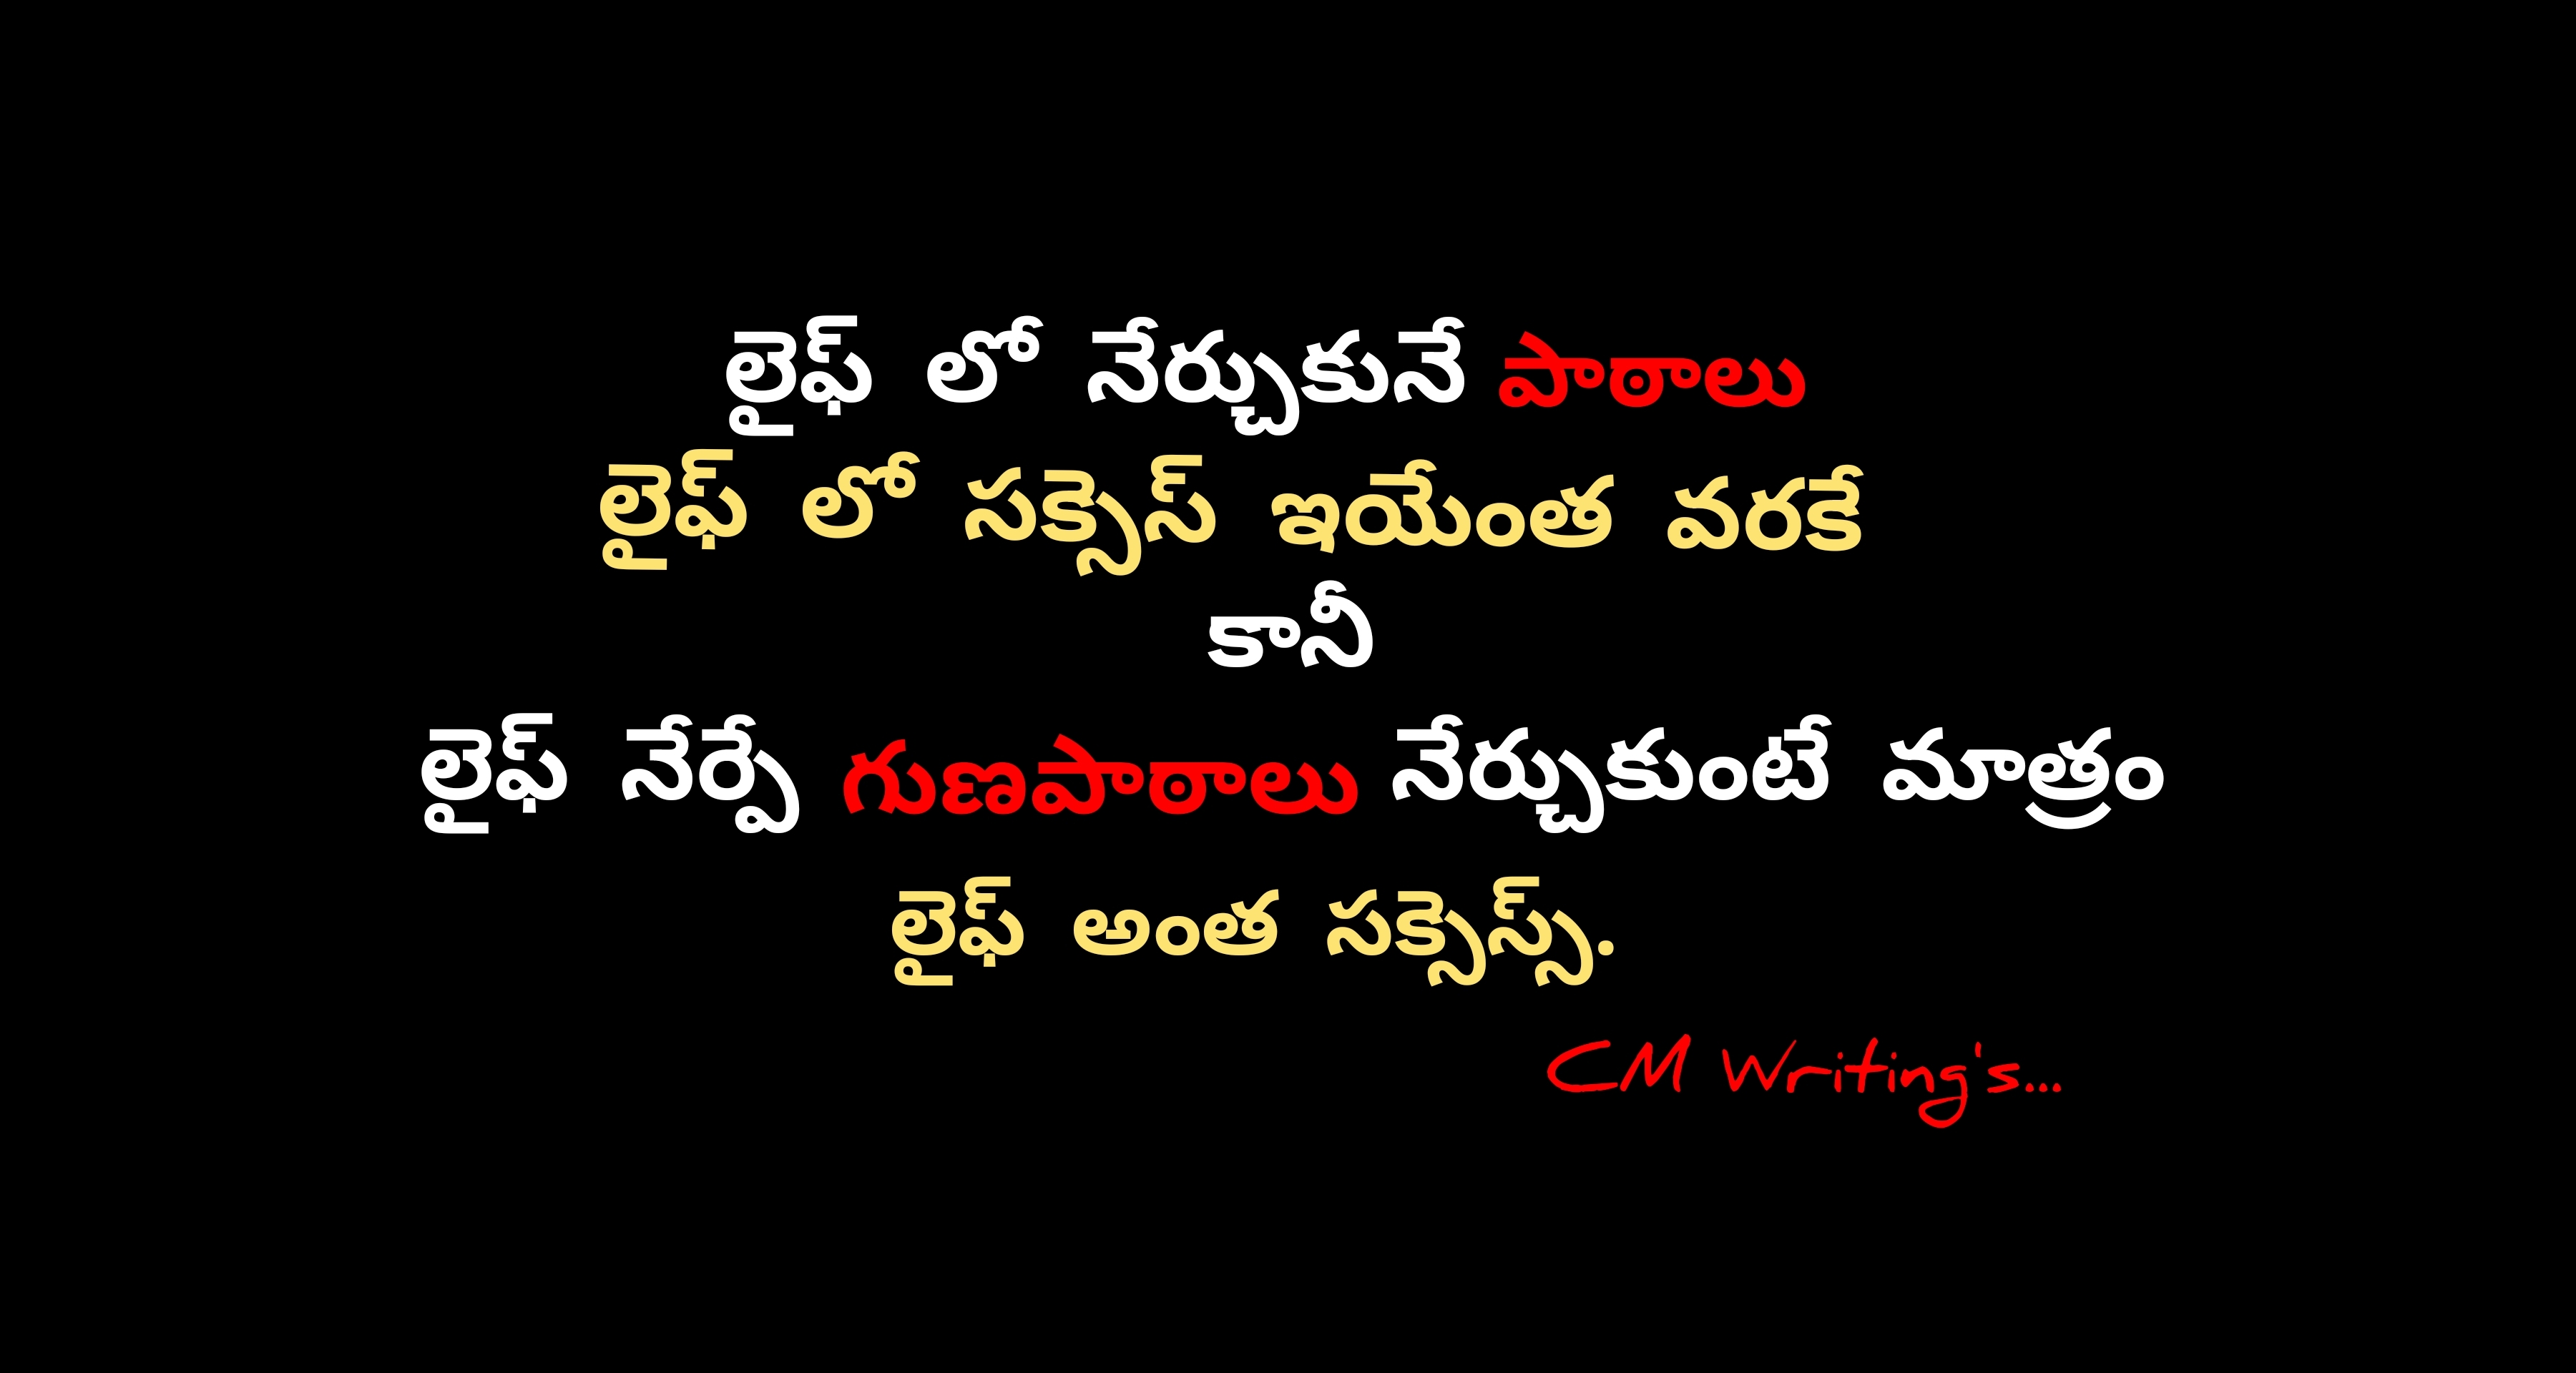 లైఫ్ లో నేర్చుకునే పాఠాలు
లైఫ్ లో సక్సెస్ ఇయేంత వరకే
కానీ
లైఫ్ నేర్పే గుణపాఠాలు నేర్చుకుంటే మాత్రం
లైఫ్ అంత సక్సెస్స్.
CM Writing's...